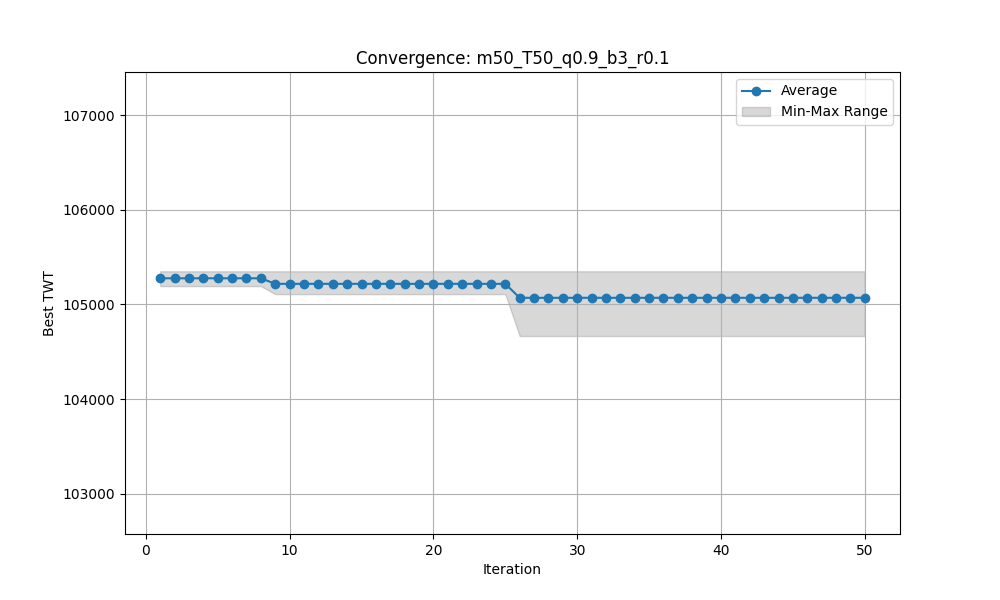 Convergence: m50_T50_q0.9_b3_r0.1
Average
Min-Max Range
107000
106000
105000
104000
103000
Best TWT
0 10 20 30 40 50
Iteration